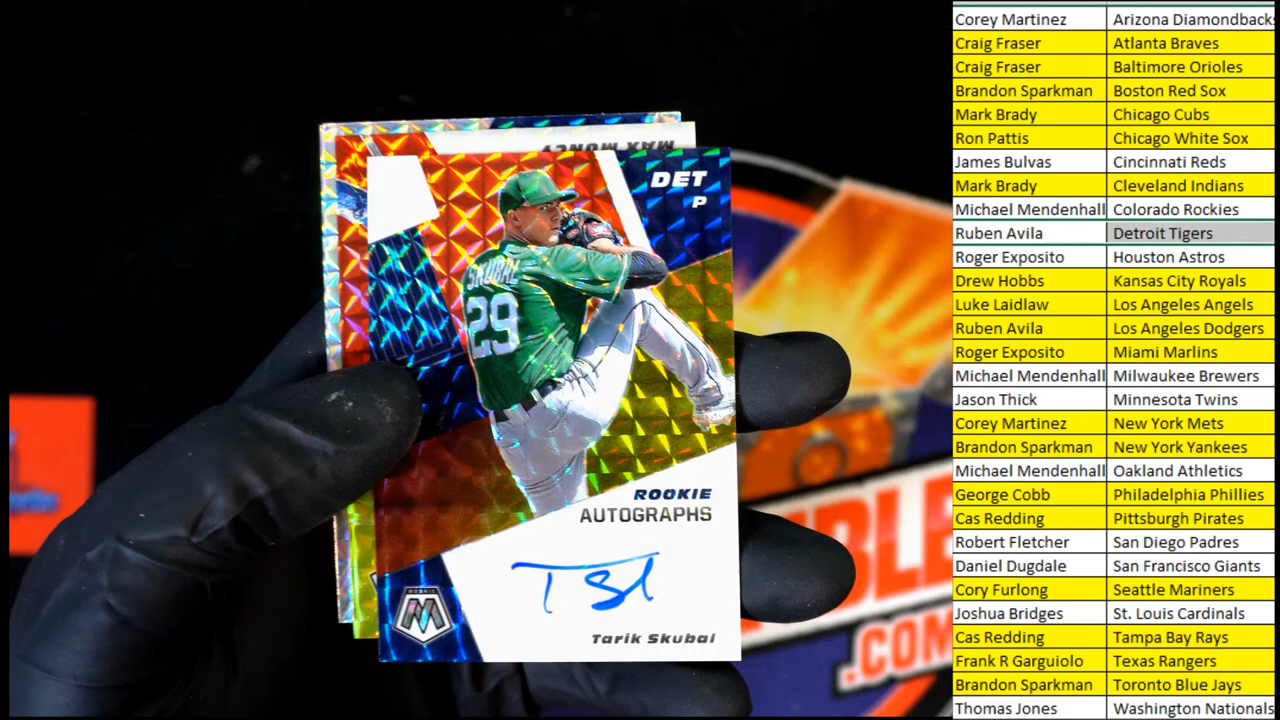 MAX MUNCY
DET
P
SKUBAL
29
ROOKIE
AUTOGRAPHS
Tarik Skubal
MOSAIC
M
BLE
.COM
Corey Martinez Arizona Diamondbacks
Craig Fraser Atlanta Braves
Craig Fraser Baltimore Orioles
Brandon Sparkman Boston Red Sox
Mark Brady Chicago Cubs
Ron Pattis Chicago White Sox
James Bulvas Cincinnati Reds
Mark Brady Cleveland Indians
Michael Mendenhall Colorado Rockies
Ruben Avila Detroit Tigers
Roger Exposito Houston Astros
Drew Hobbs Kansas City Royals
Luke Laidlaw Los Angeles Angels
Ruben Avila Los Angeles Dodgers
Roger Exposito Miami Marlins
Michael Mendenhall Milwaukee Brewers
Jason Thick Minnesota Twins
Corey Martinez New York Mets
Brandon Sparkman New York Yankees
Michael Mendenhall Oakland Athletics
George Cobb Philadelphia Phillies
Cas Redding Pittsburgh Pirates
Robert Fletcher San Diego Padres
Daniel Dugdale San Francisco Giants
Cory Furlong Seattle Mariners
Joshua Bridges St. Louis Cardinals
Cas Redding Tampa Bay Rays
Frank R Garguiolo Texas Rangers
Brandon Sparkman Toronto Blue Jays
Thomas Jones Washington Nationals